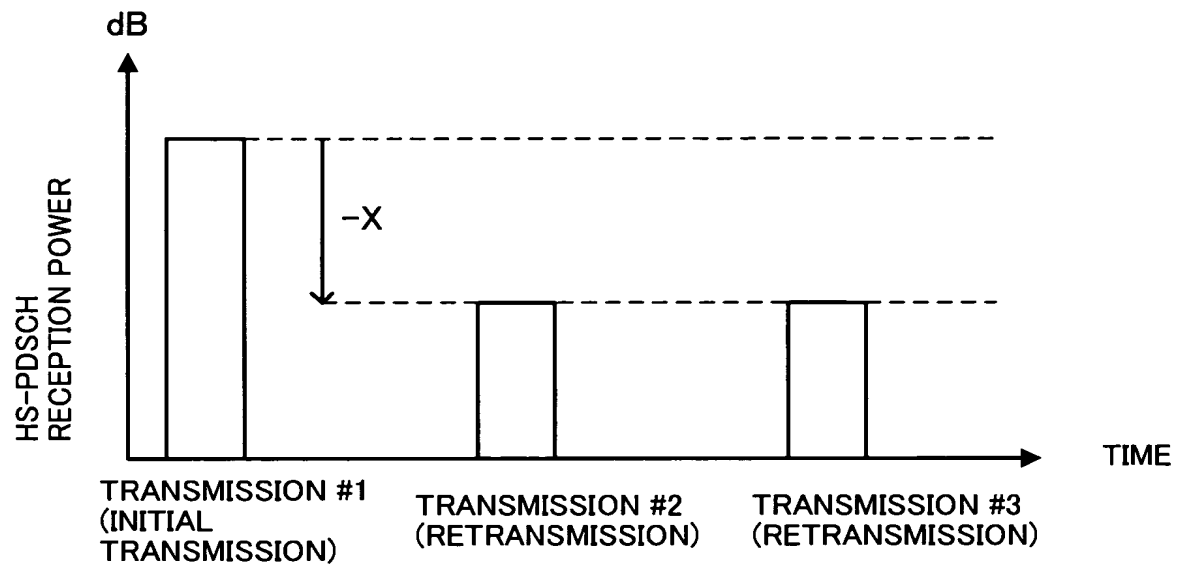 dB
HS-PDSCH
RECEPTION POWER
-X
TIME
TRANSMISSION #1
(INITIAL
TRANSMISSION)
TRANSMISSION #2
(RETRANSMISSION)
TRANSMISSION #3
(RETRANSMISSION)